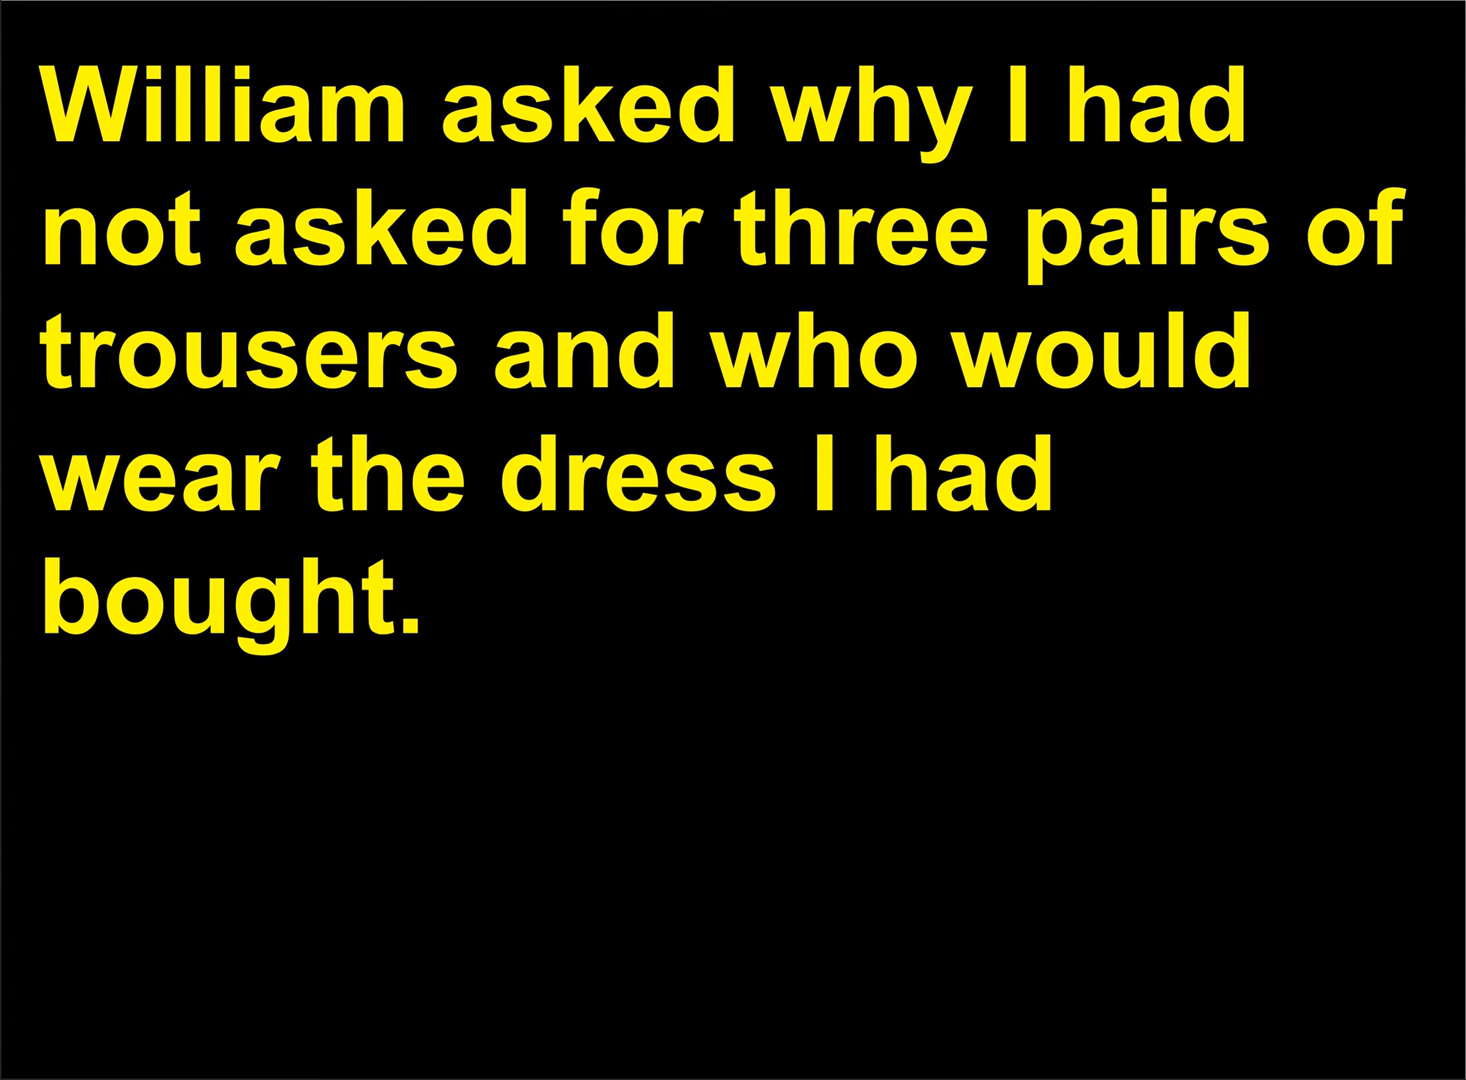 William asked why I had
not asked for three pairs of
trousers and who would
wear the dress I had
bought.